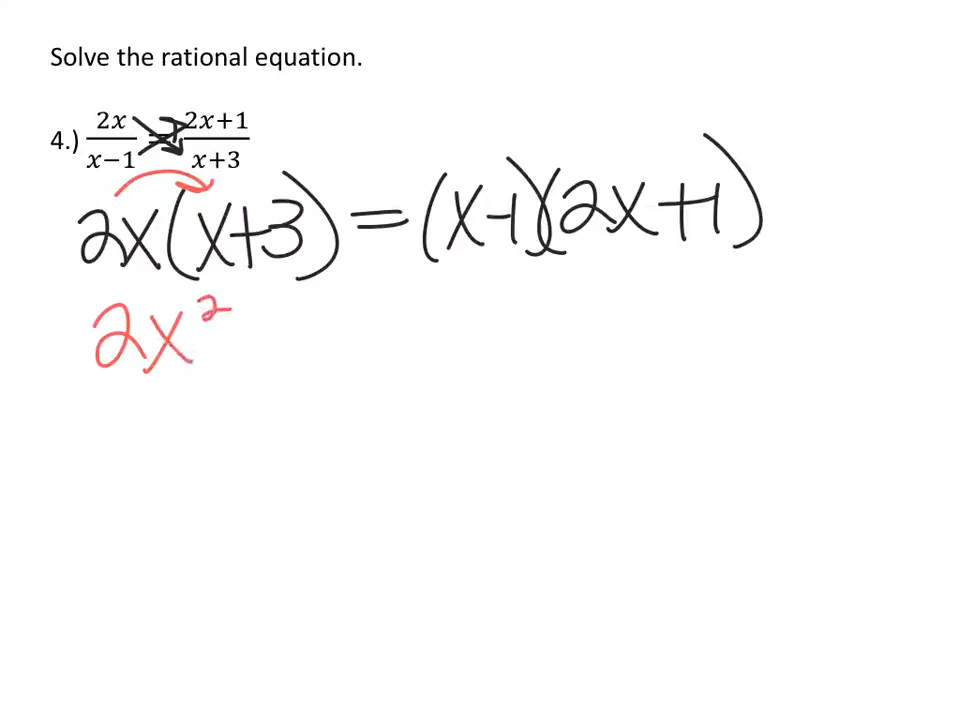 Solve the rational equation.
4.) 2x/x−1 = 2x+1/x+3
2x(x+3) = (x-1)(2x+1)
2x²